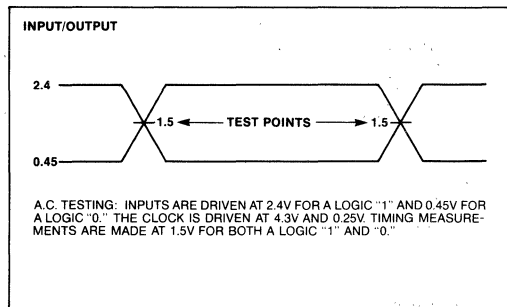 INPUT/OUTPUT
2.4
1.5 TEST POINTS 1.5
0.45
A.C. TESTING: INPUTS ARE DRIVEN AT 2.4V FOR A LOGIC "1" AND 0.45V FOR
A LOGIC "0." THE CLOCK IS DRIVEN AT 4.3V AND 0.25V. TIMING MEASURE-
MENTS ARE MADE AT 1.5V FOR BOTH A LOGIC "1" AND "0."